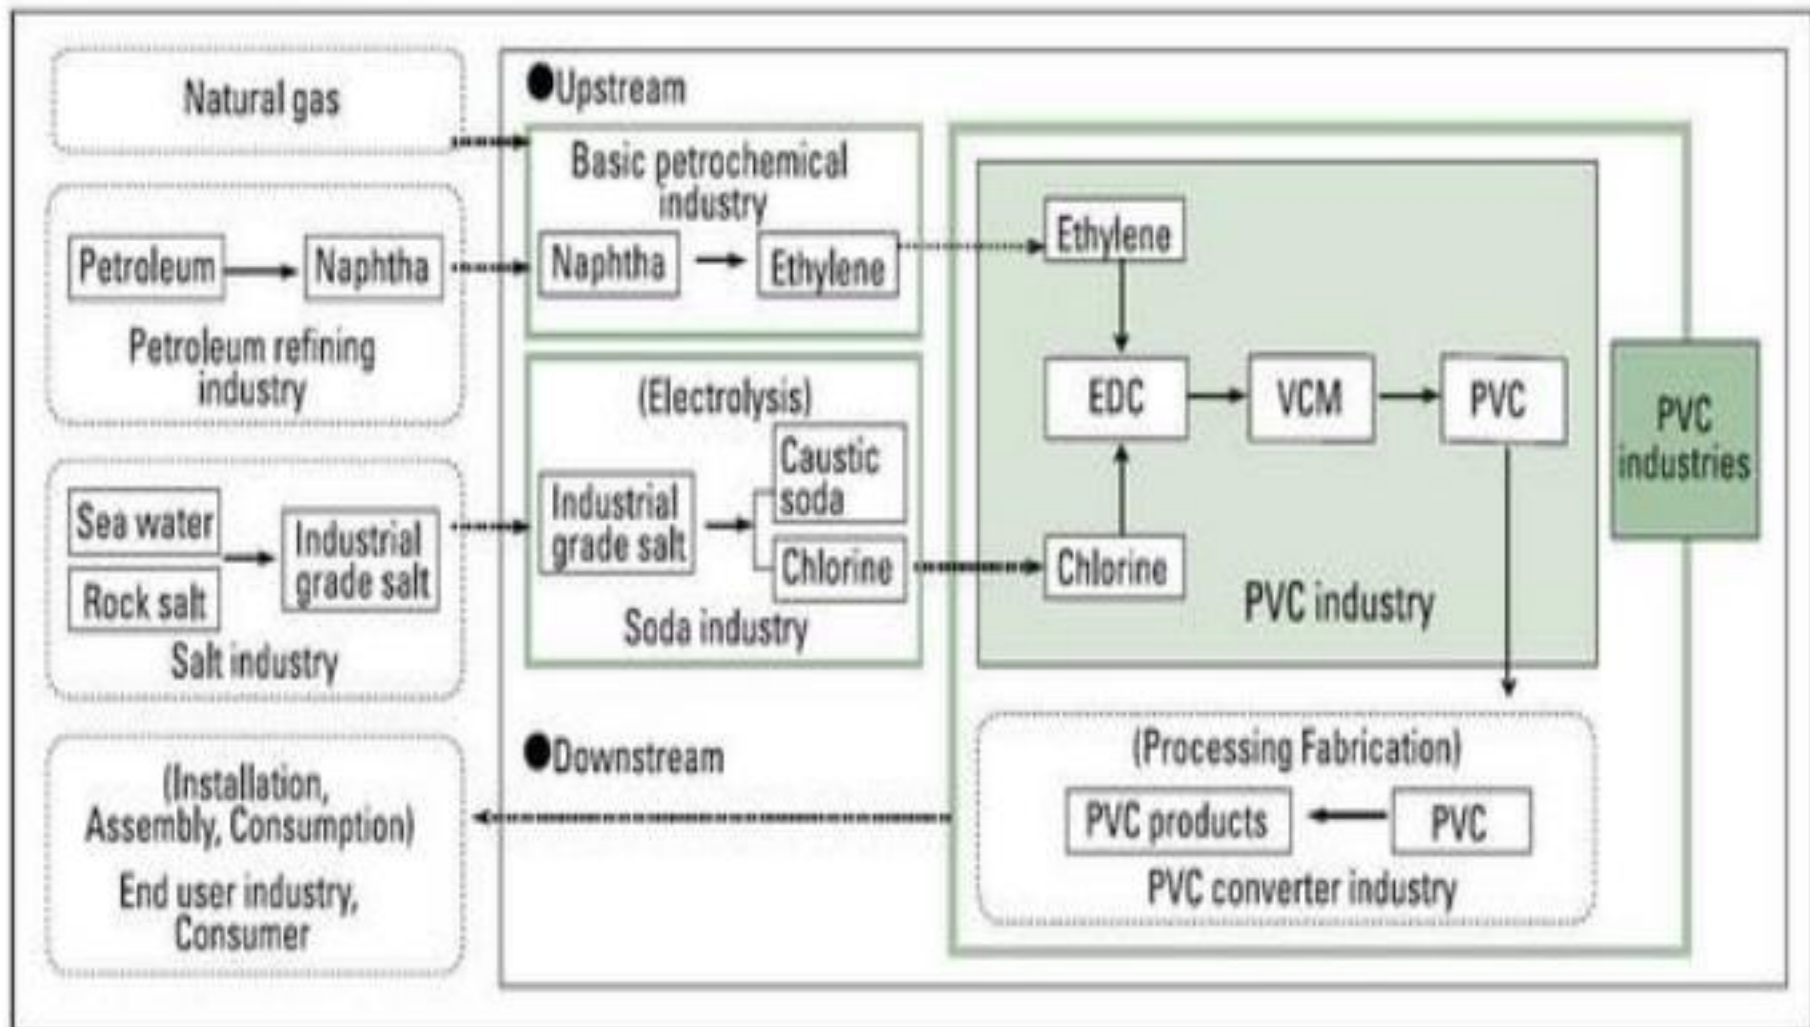 Natural gas
Petroleum
Naphtha
Petroleum refining
industry
Sea water
Rock salt
Industrial
grade salt
Salt industry
(Installation,
Assembly, Consumption)
End user industry,
Consumer
●Upstream
Basic petrochemical
industry
Naphtha
Ethylene
(Electrolysis)
Industrial
grade salt
Caustic
soda
Chlorine
Soda industry
●Downstream
Ethylene
EDC
VCM
PVC
Chlorine
PVC industry
PVC
industries
(Processing Fabrication)
PVC products
PVC
PVC converter industry